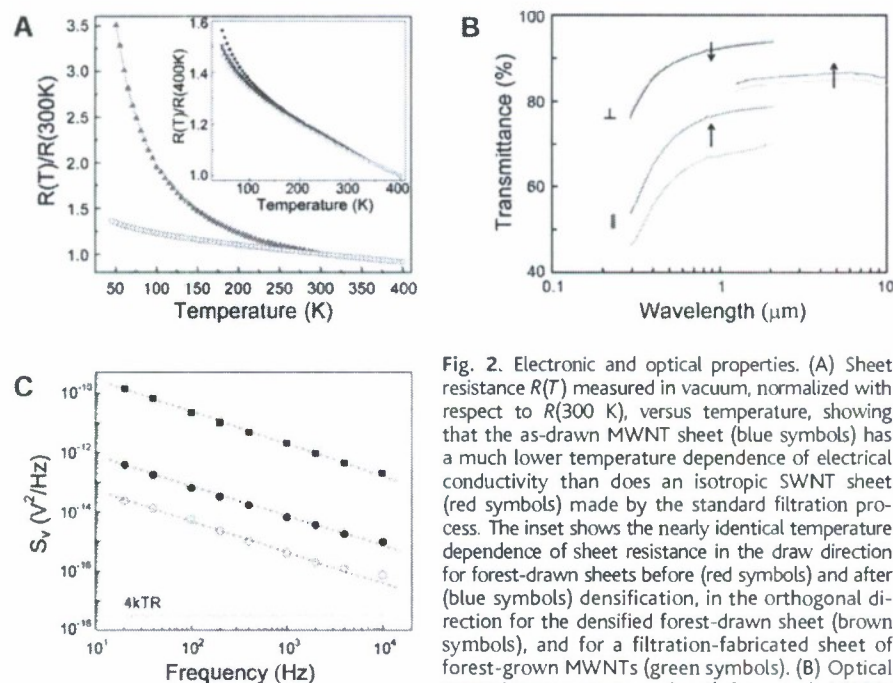 A
R(T)/R(300K)
3.5
3.0
2.5
2.0
1.5
1.0
50 100 150 200 250 300 350 400
Temperature (K)
R(T)/R(400K)
1.6
1.4
1.2
1.0
100 200 300 400
Temperature (K)
B
Transmittance (%)
100
80
60
40
⊥
∥
0.1 1 10
Wavelength (μm)
C
S_v (V²/Hz)
10⁻¹⁰
10⁻¹²
10⁻¹⁴
10⁻¹⁶
10⁻¹⁸
4kTR
10¹ 10² 10³ 10⁴
Frequency (Hz)
Fig. 2. Electronic and optical properties. (A) Sheet
resistance R(T) measured in vacuum, normalized with
respect to R(300 K), versus temperature, showing
that the as-drawn MWNT sheet (blue symbols) has
a much lower temperature dependence of electrical
conductivity than does an isotropic SWNT sheet
(red symbols) made by the standard filtration pro-
cess. The inset shows the nearly identical temperature
dependence of sheet resistance in the draw direction
for forest-drawn sheets before (red symbols) and after
(blue symbols) densification, in the orthogonal di-
rection for the densified forest-drawn sheet (brown
symbols), and for a filtration-fabricated sheet of
forest-grown MWNTs (green symbols). (B) Optical